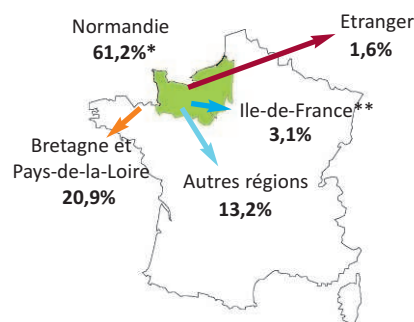 Normandie
61,2%*
Etranger
1,6%
Ile-de-France**
3,1%
Bretagne et
Pays-de-la-Loire
20,9%
Autres régions
13,2%